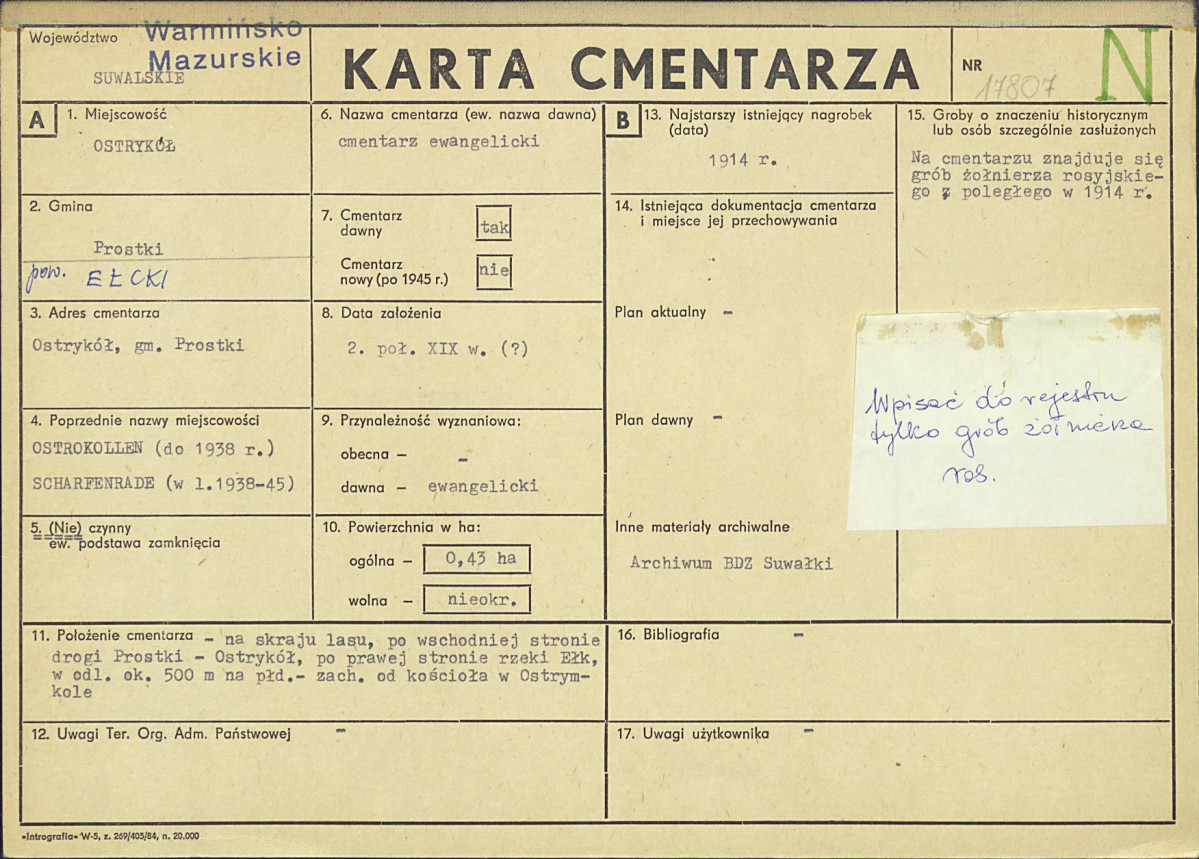 Województwo
Warmińsko
Mazurskie
SUWALSKIE
KARTA CMENTARZA
NR
17807
N
A
1. Miejscowość
OSTRYKÓŁ
2. Gmina
Prostki
pow. EŁCKI
3. Adres cmentarza
Ostrykół, gm. Prostki
4. Poprzednie nazwy miejscowości
OSTROKOLLEN (do 1938 r.)
SCHARFENRADE (w l.1938-45)
5. (Nie) czynny
ew. podstawa zamknięcia
6. Nazwa cmentarza (ew. nazwa dawna)
cmentarz ewangelicki
7. Cmentarz
dawny
tak
Cmentarz
nowy (po 1945 r.)
nie
8. Data założenia
2. poł. XIX w. (?)
9. Przynależność wyznaniowa:
obecna – -
dawna – ewangelicki
10. Powierzchnia w ha:
ogólna – 0,43 ha
wolna – nieokr.
11. Położenie cmentarza - na skraju lasu, po wschodniej stronie
drogi Prostki - Ostrykół, po prawej stronie rzeki Ełk,
w odl. ok. 500 m na płd.- zach. od kościoła w Ostrym-
kole
12. Uwagi Ter. Org. Adm. Państwowej -
B
13. Najstarszy istniejący nagrobek
(data)
1914 r.
14. Istniejąca dokumentacja cmentarza
i miejsce jej przechowywania
Plan aktualny -
Plan dawny -
Inne materiały archiwalne
Archiwum BDZ Suwałki
15. Groby o znaczeniu historycznym
lub osób szczególnie zasłużonych
Na cmentarzu znajduje się
grób żołnierza rosyjskie-
go z poległego w 1914 r.
Wpisać do rejestru
tylko grób żołnierza
ros.
16. Bibliografia -
17. Uwagi użytkownika -
»Intrografia« W-5, z. 269/405/84, n. 20.000